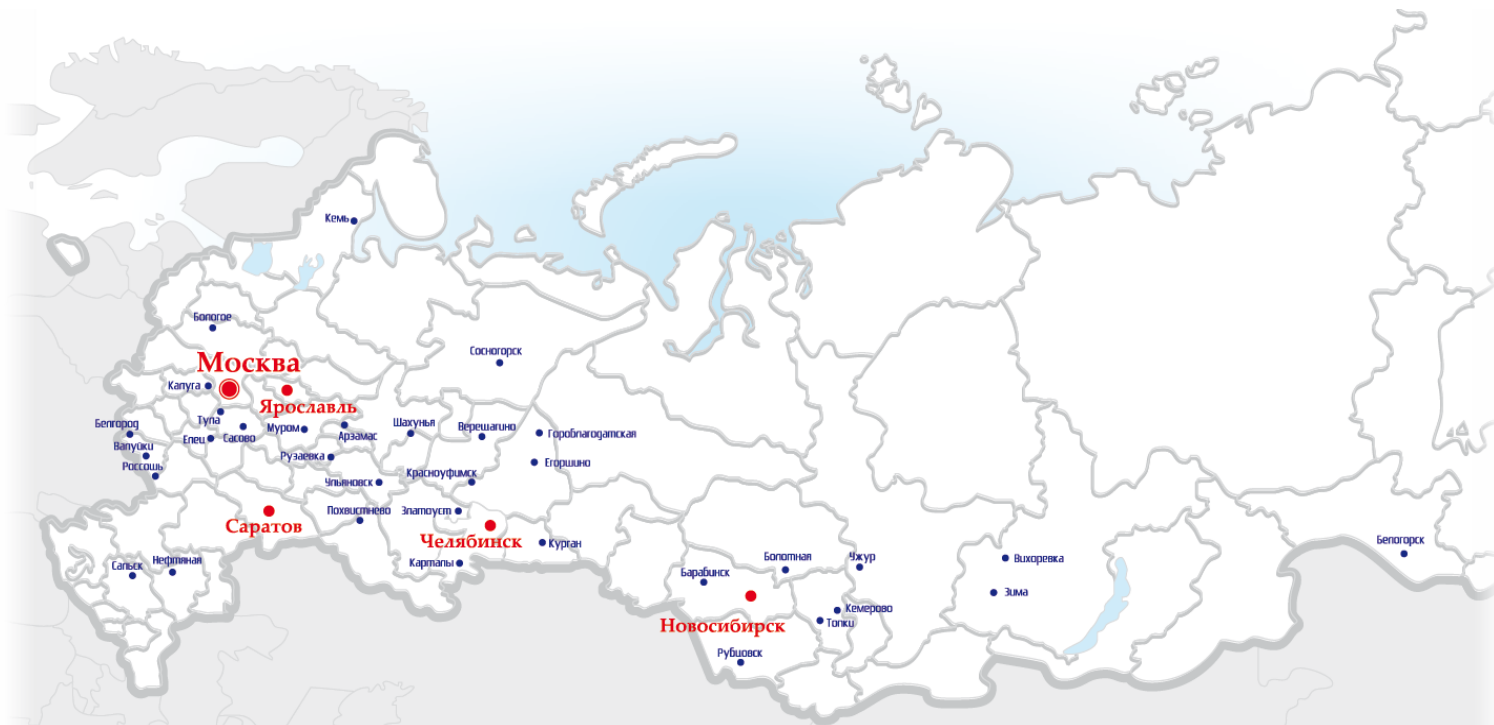 Кемь
Бологое
Сосногорск
Москва
Калуга
Ярославль
Тула
Белгород
Шахунья
Верещагино
Гороблагодатская
Муром
Арзамас
Елец
Сасово
Валуйки
Рузаевка
Егоршино
Россошь
Красноуфимск
Ульяновск
Похвистнево
Златоуст
Саратов
Челябинск
Курган
Белогорск
Нефтяная
Сальск
Карталы
Болотная
Ужур
Вихоревка
Барабинск
Зима
Кемерово
Новосибирск
Топки
Рубцовск